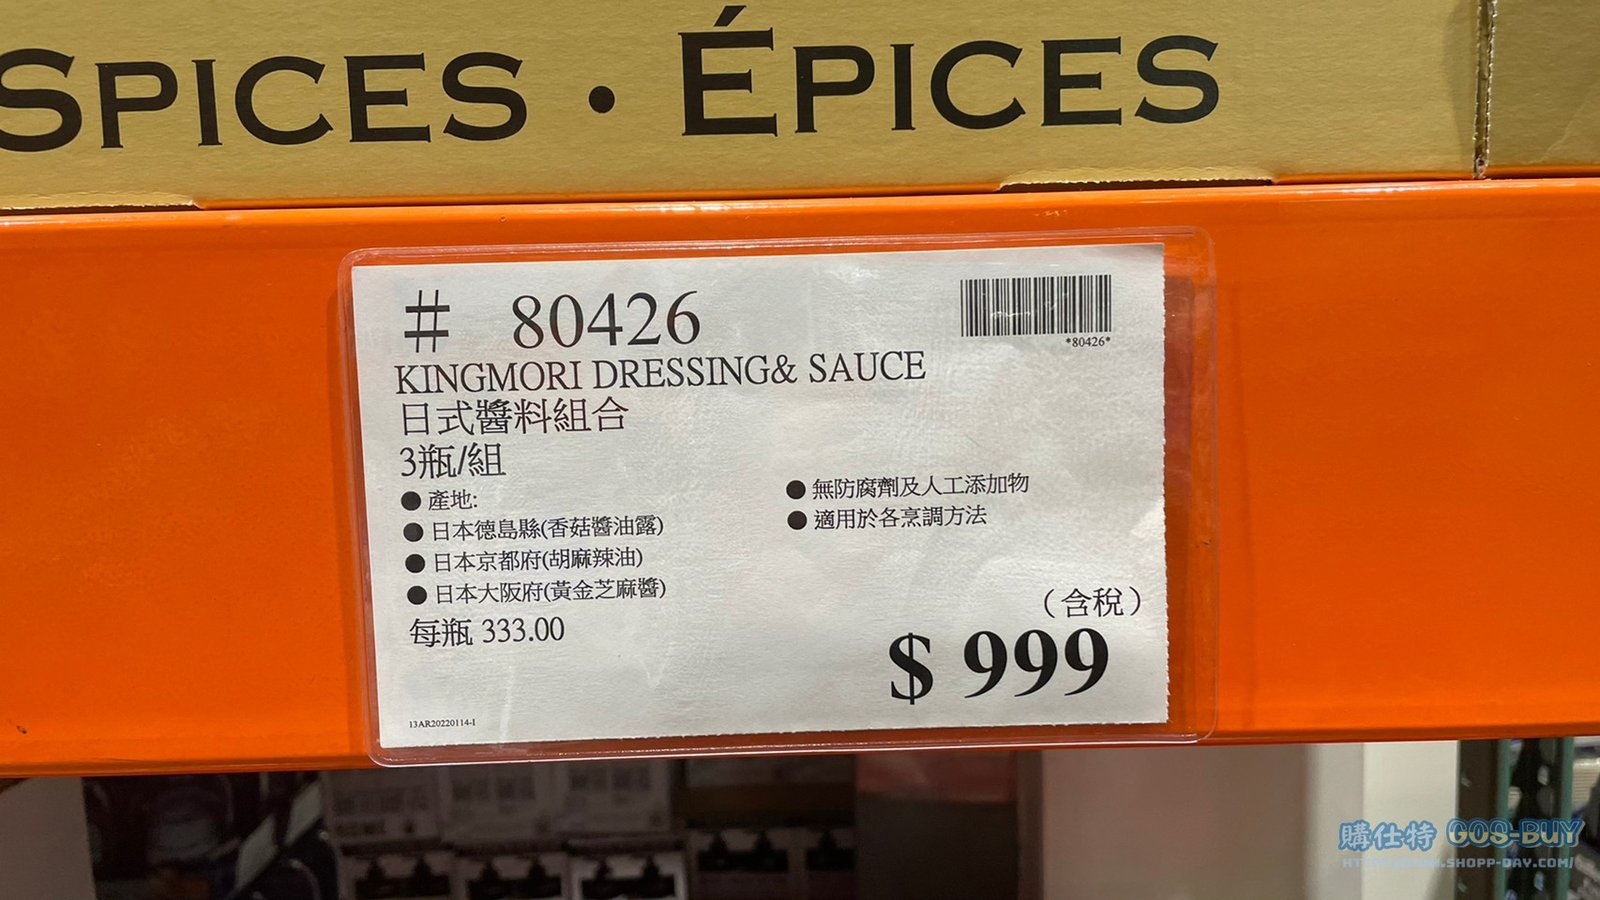 SPICES · ÉPICES
# 80426
*80426*
KINGMORI DRESSING& SAUCE
日式醬料組合
3瓶/組
● 產地:
● 日本德島縣(香菇醬油露)
● 日本京都府(胡麻辣油)
● 日本大阪府(黃金芝麻醬)
● 無防腐劑及人工添加物
● 適用於各烹調方法
每瓶 333.00
(含稅)
$ 999
13AR20220114-1
購仕特 GOS-BUY